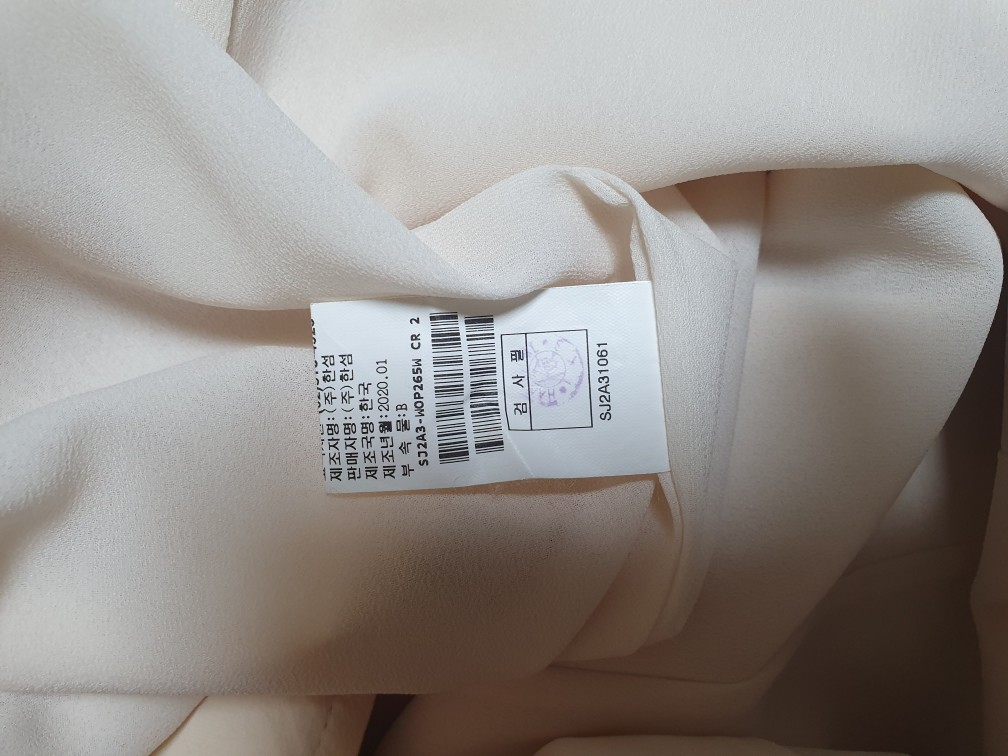 제조자명:(주)한섬
판매자명:(주)한섬
제조국명:한국
제조년월:2020.01
부 속 물:B
SJ2A3-WOP265W CR 2
검 사 필
SJ2A31061